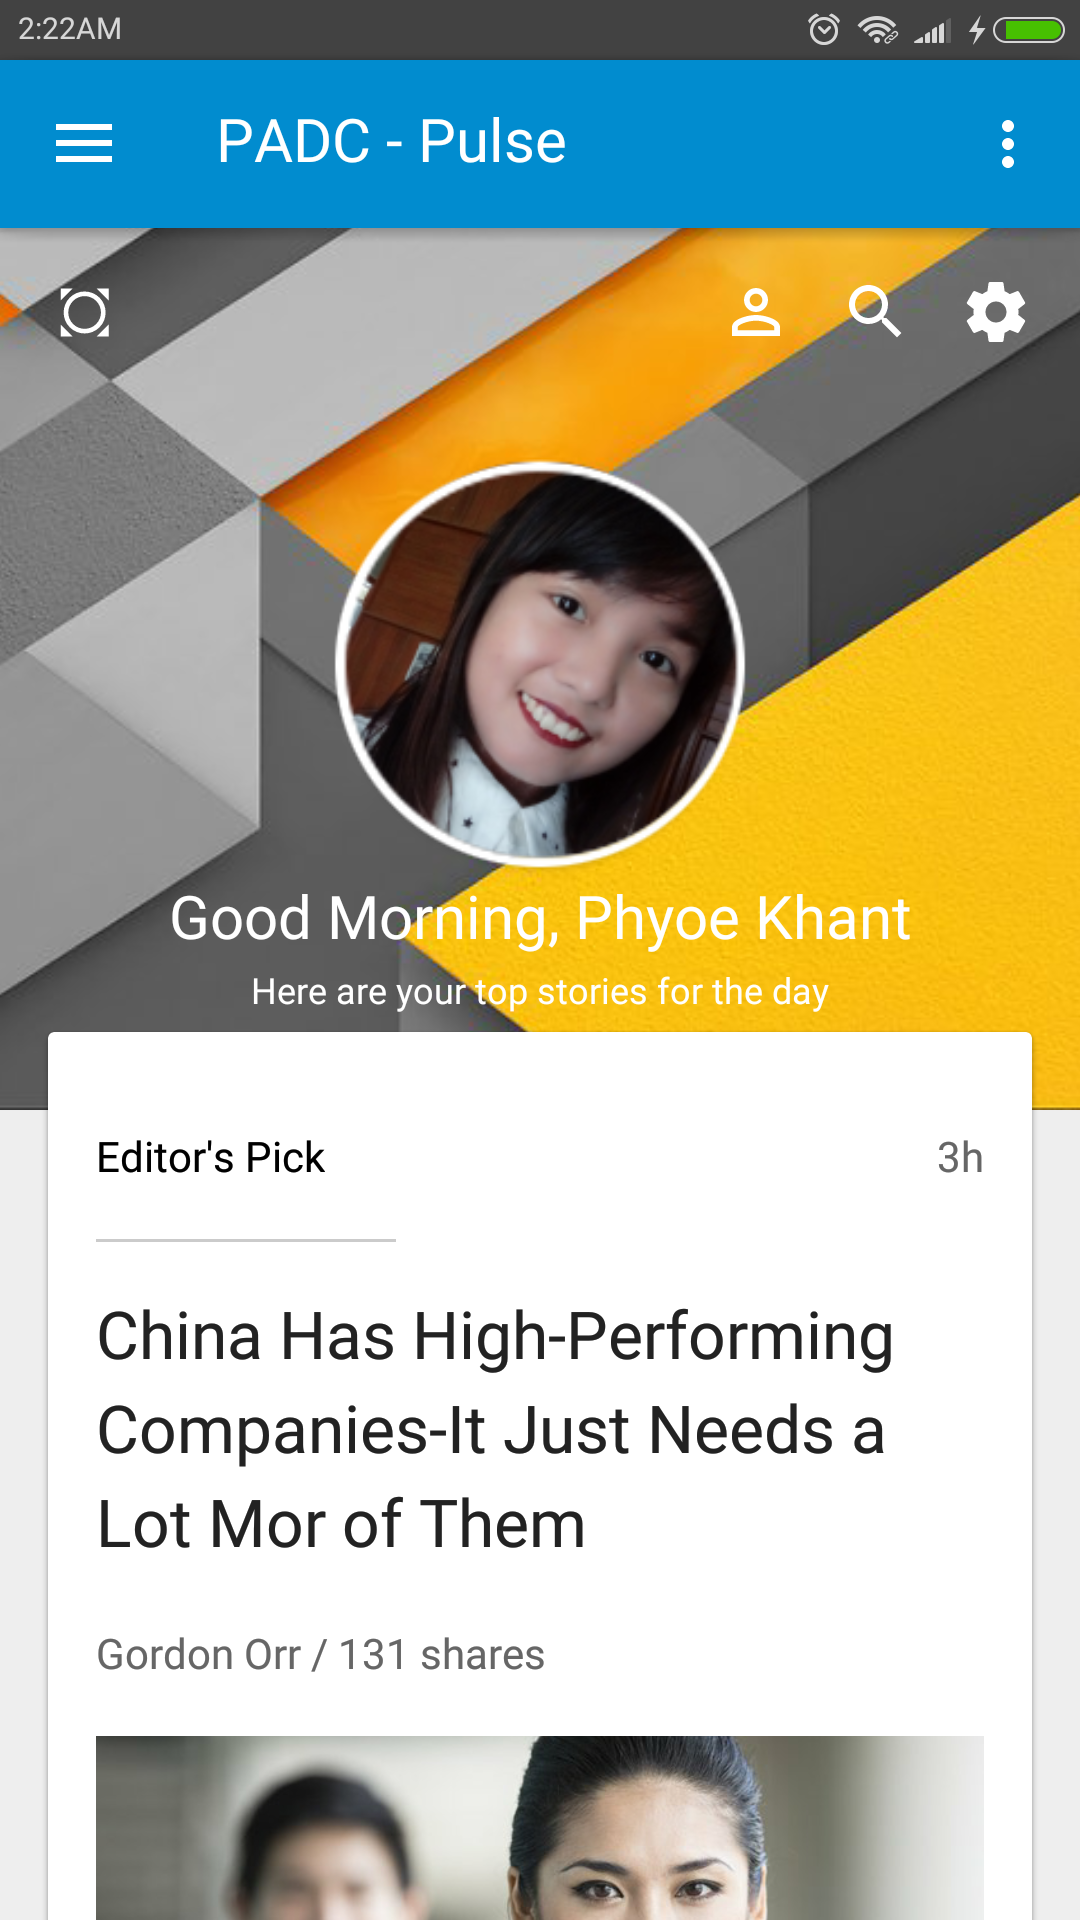 2:22AM
PADC - Pulse
Good Morning, Phyoe Khant
Here are your top stories for the day
Editor's Pick
3h
China Has High-Performing
Companies-It Just Needs a
Lot Mor of Them
Gordon Orr / 131 shares